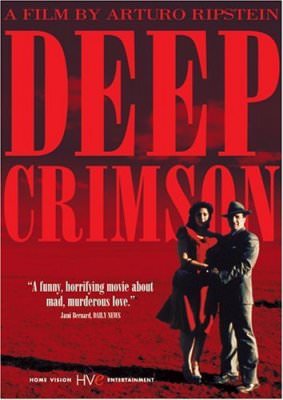 A FILM BY ARTURO RIPSTEIN
DEEP
CRIMSON
“A funny, horrifying movie about
mad, murderous love.”
Jami Bernard, DAILY NEWS
HOME VISION HVe ENTERTAINMENT